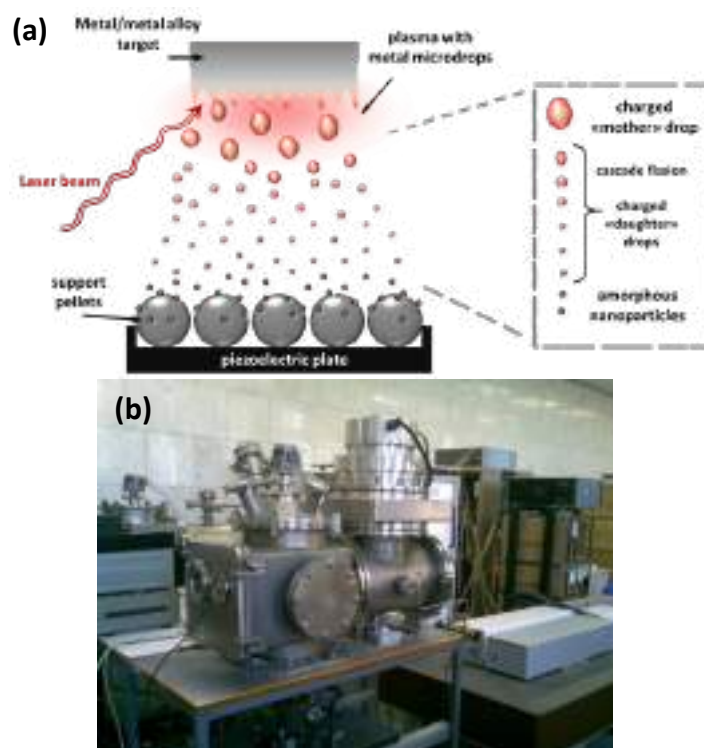 (a)
Metal/metal alloy
target
plasma with
metal microdrops
Laser beam
support
pellets
piezoelectric plate
charged
«mother» drop
cascade fission
charged
«daughter»
drops
amorphous
nanoparticles
(b)